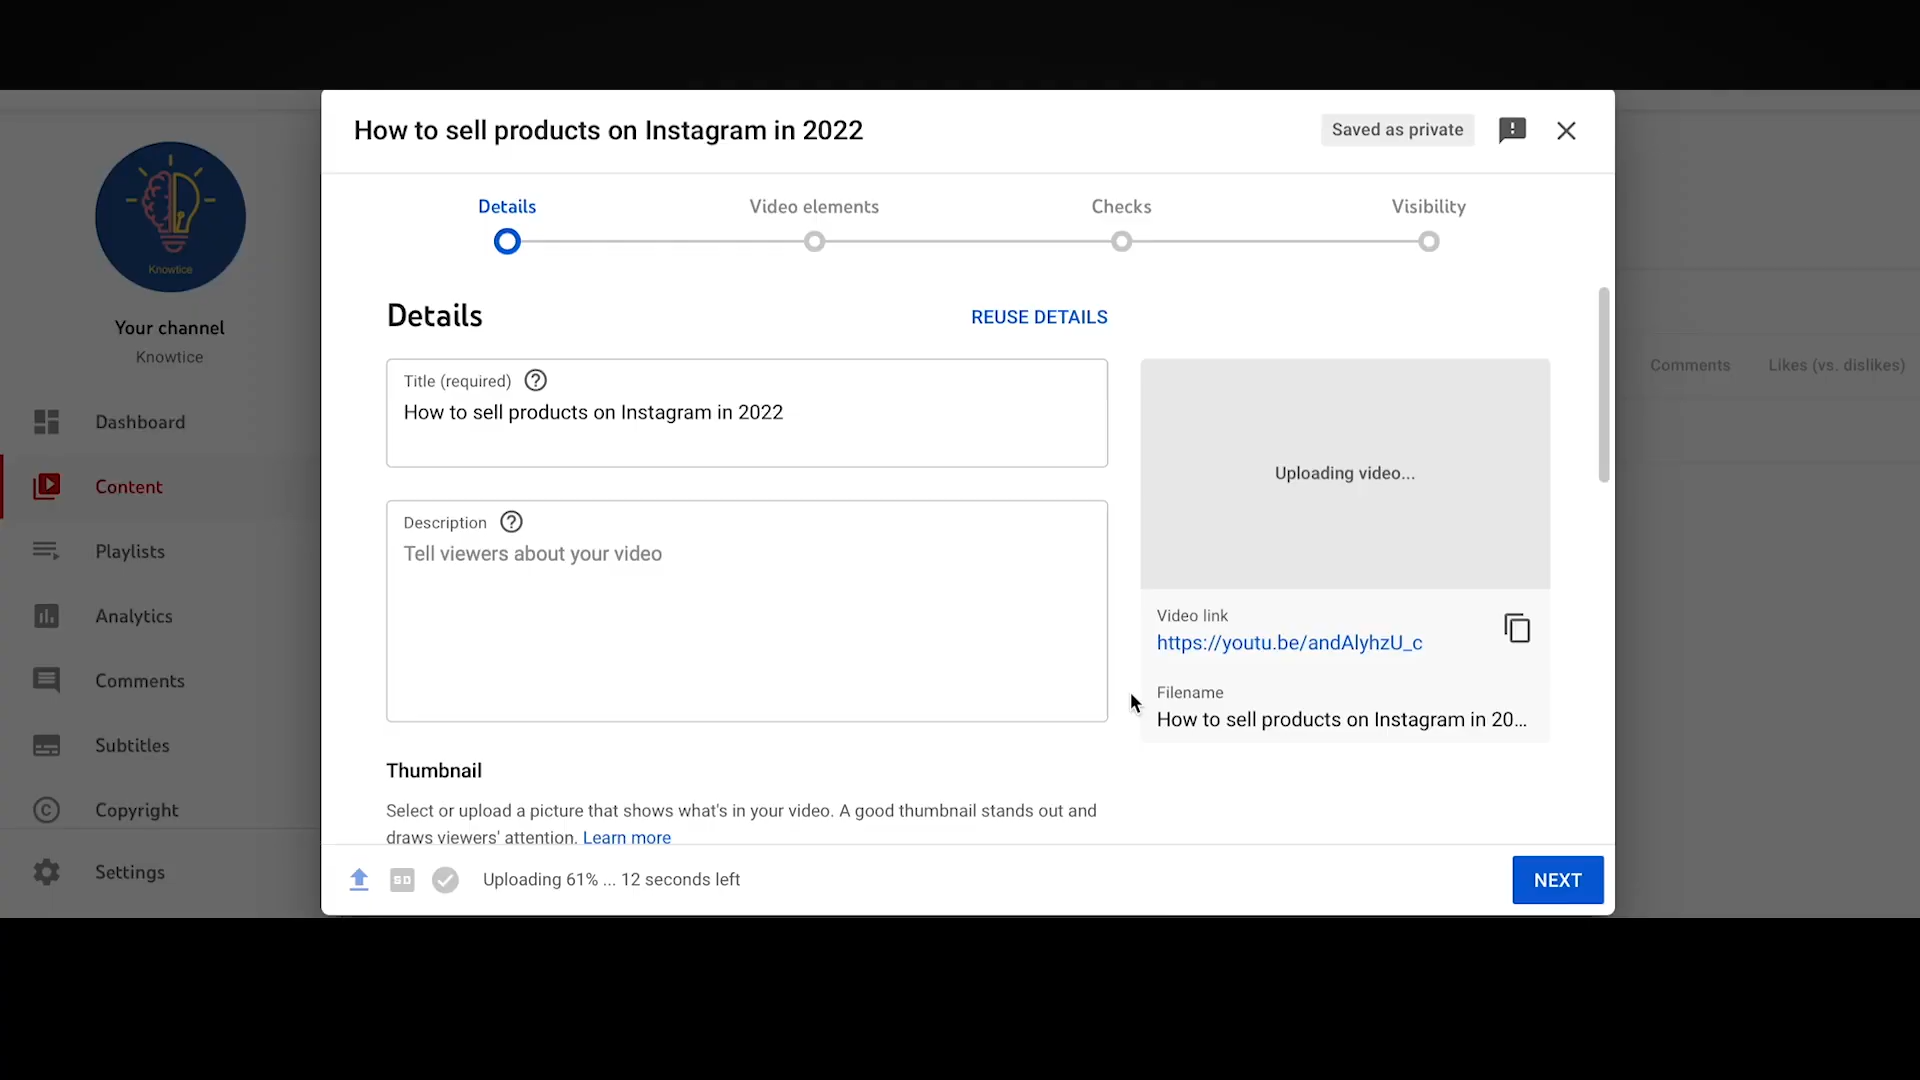 How to sell products on Instagram in 2022
Saved as private
Details
Video elements
Checks
Visibility
Knowtice
Your channel
Knowtice
Dashboard
Content
Playlists
Analytics
Comments
Subtitles
Copyright
Settings
Details
REUSE DETAILS
Title (required)
How to sell products on Instagram in 2022
Description
Tell viewers about your video
Uploading video...
Video link
https://youtu.be/andAlyhzU_c
Filename
How to sell products on Instagram in 20...
Thumbnail
Select or upload a picture that shows what's in your video. A good thumbnail stands out and
draws viewers' attention. Learn more
SD
Uploading 61% ... 12 seconds left
NEXT
Comments
Likes (vs. dislikes)